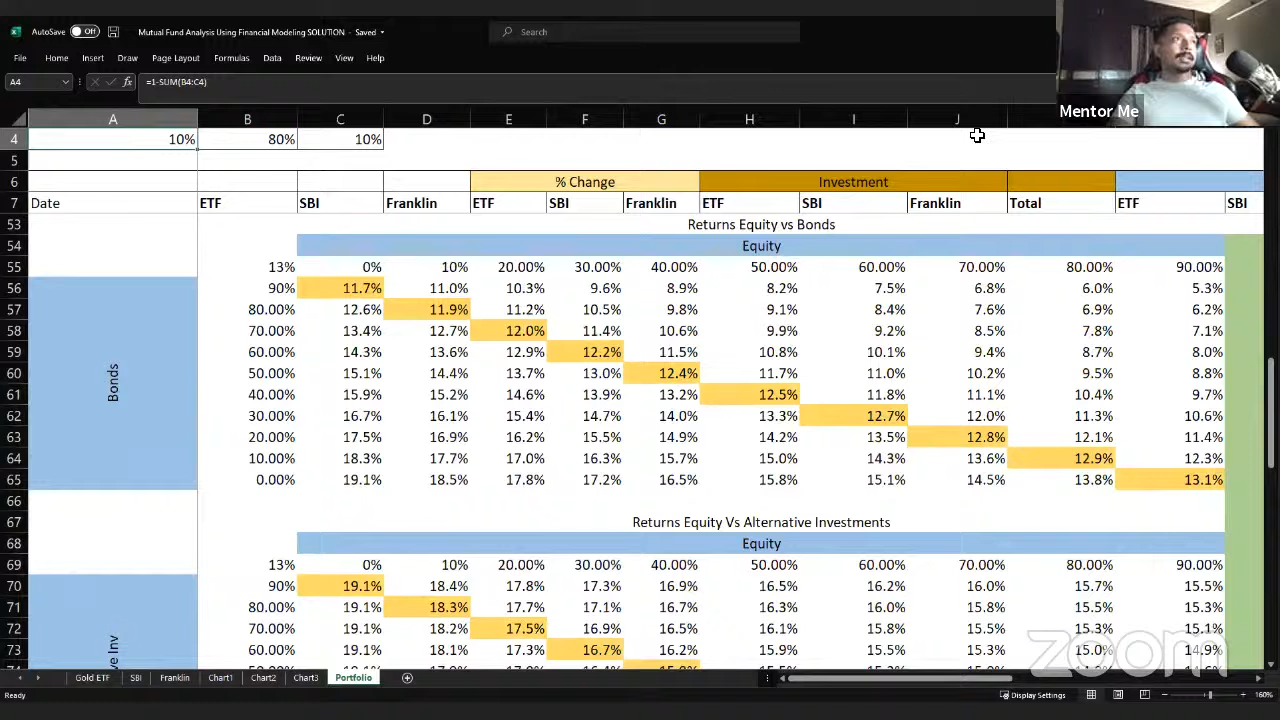 AutoSave Off Mutual Fund Analysis Using Financial Modeling SOLUTION - Saved Search
File Home Insert Draw Page Layout Formulas Data Review View Help
A4 fx =1-SUM(B4:C4)
Mentor Me
A B C D E F G H I J
4 10% 80% 10%
5
6 % Change Investment
7 Date ETF SBI Franklin ETF SBI Franklin ETF SBI Franklin Total ETF SBI
53 Returns Equity vs Bonds
54 Equity
55 13% 0% 10% 20.00% 30.00% 40.00% 50.00% 60.00% 70.00% 80.00% 90.00%
56 90% 11.7% 11.0% 10.3% 9.6% 8.9% 8.2% 7.5% 6.8% 6.0% 5.3%
57 80.00% 12.6% 11.9% 11.2% 10.5% 9.8% 9.1% 8.4% 7.6% 6.9% 6.2%
58 70.00% 13.4% 12.7% 12.0% 11.4% 10.6% 9.9% 9.2% 8.5% 7.8% 7.1%
59 60.00% 14.3% 13.6% 12.9% 12.2% 11.5% 10.8% 10.1% 9.4% 8.7% 8.0%
60 Bonds 50.00% 15.1% 14.4% 13.7% 13.0% 12.4% 11.7% 11.0% 10.2% 9.5% 8.8%
61 40.00% 15.9% 15.2% 14.6% 13.9% 13.2% 12.5% 11.8% 11.1% 10.4% 9.7%
62 30.00% 16.7% 16.1% 15.4% 14.7% 14.0% 13.3% 12.7% 12.0% 11.3% 10.6%
63 20.00% 17.5% 16.9% 16.2% 15.5% 14.9% 14.2% 13.5% 12.8% 12.1% 11.4%
64 10.00% 18.3% 17.7% 17.0% 16.3% 15.7% 15.0% 14.3% 13.6% 12.9% 12.3%
65 0.00% 19.1% 18.5% 17.8% 17.2% 16.5% 15.8% 15.1% 14.5% 13.8% 13.1%
66
67 Returns Equity Vs Alternative Investments
68 Equity
69 13% 0% 10% 20.00% 30.00% 40.00% 50.00% 60.00% 70.00% 80.00% 90.00%
70 90% 19.1% 18.4% 17.8% 17.3% 16.9% 16.5% 16.2% 16.0% 15.7% 15.5%
71 80.00% 19.1% 18.3% 17.7% 17.1% 16.7% 16.3% 16.0% 15.8% 15.5% 15.3%
72 70.00% 19.1% 18.2% 17.5% 16.9% 16.5% 16.1% 15.8% 15.5% 15.3% 15.1%
73 ve Inv 60.00% 19.1% 18.1% 17.3% 16.7% 16.2% 15.9% 15.5% 15.3% 15.0% 14.9%
zoom
Gold ETF SBI Franklin Chart1 Chart2 Chart3 Portfolio
Ready Display Settings 160%